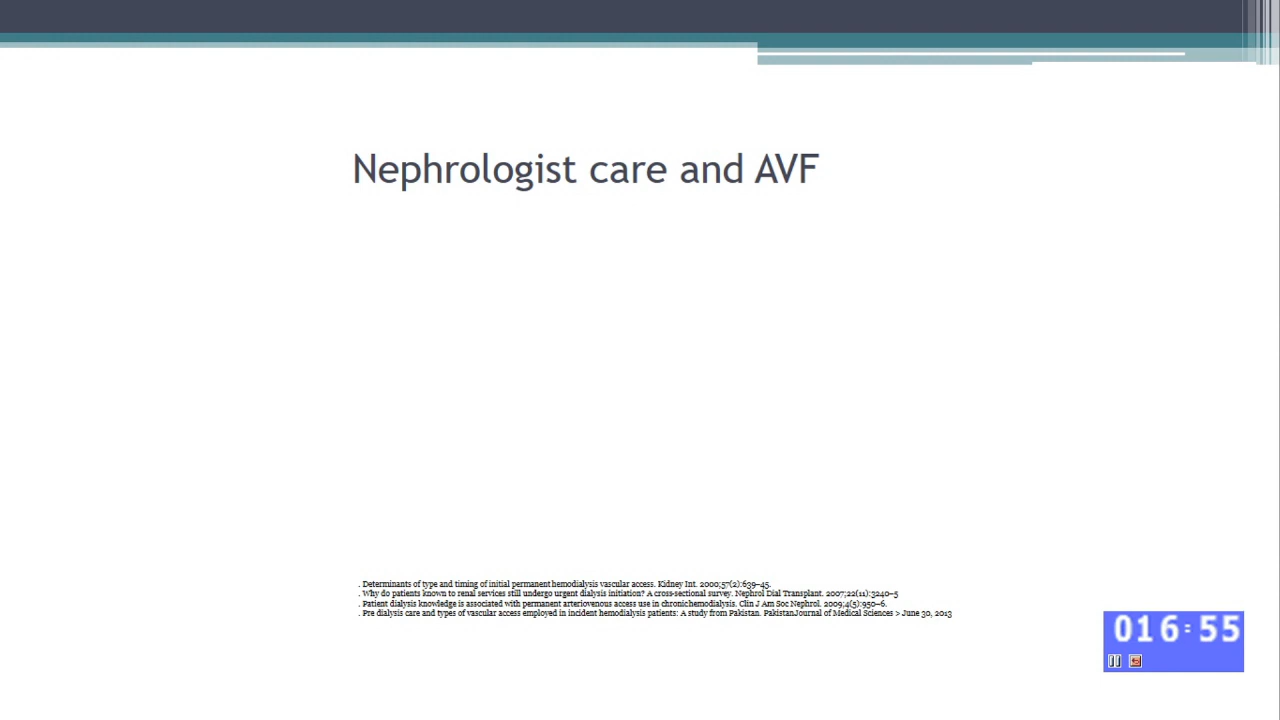 Nephrologist care and AVF
. Determinants of type and timing of initial permanent hemodialysis vascular access. Kidney Int. 2000;57(2):639–45.
. Why do patients known to renal services still undergo urgent dialysis initiation? A cross-sectional survey. Nephrol Dial Transplant. 2007;22(11):3240–5
. Patient dialysis knowledge is associated with permanent arteriovenous access use in chronichemodialysis. Clin J Am Soc Nephrol. 2009;4(5):950–6.
. Pre dialysis care and types of vascular access employed in incident hemodialysis patients: A study from Pakistan. PakistanJournal of Medical Sciences > June 30, 2013
016:55